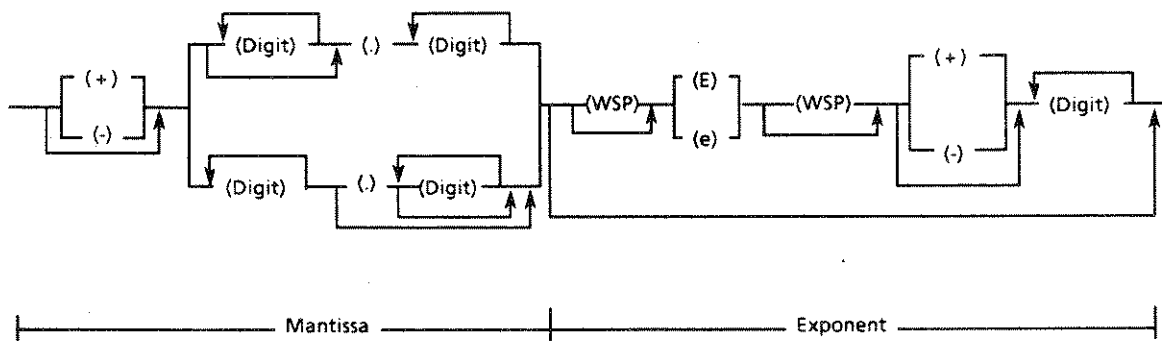 (Digit) (.) (Digit)
(+) (+)
(E)
(WSP) (WSP) (Digit)
(-) (e)
(-)
(Digit) (.) (Digit)
Mantissa Exponent